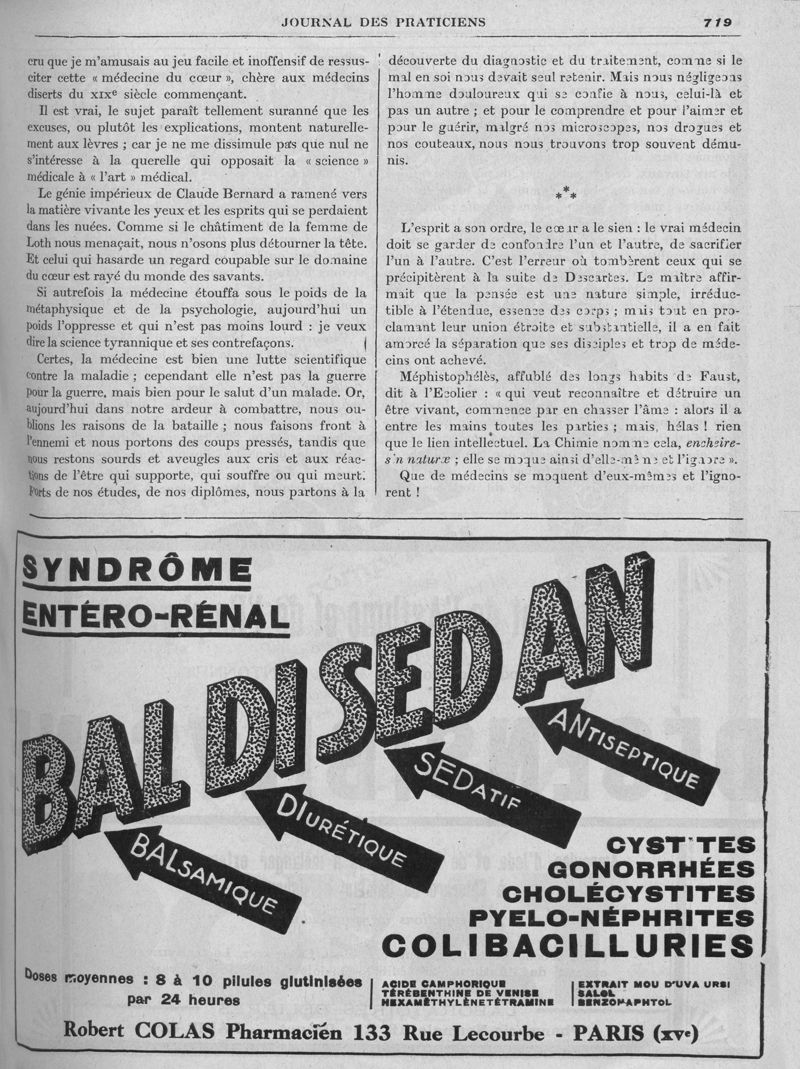 JOURNAL DES PRATICIENS
719
cru que je m'amusais au jeu facile et inoffensif de ressus-
citer cette « médecine du cœur », chère aux médecins
diserts du XIXe siècle commençant.
Il est vrai, le sujet paraît tellement suranné que les
excuses, ou plutôt les explications, montent naturelle-
ment aux lèvres ; car je ne me dissimule pas que nul ne
s'intéresse à la querelle qui opposait la « science »
médicale à « l'art » médical.
Le génie impérieux de Claude Bernard a ramené vers
la matière vivante les yeux et les esprits qui se perdaient
dans les nuées. Comme si le châtiment de la femme de
Loth nous menaçait, nous n'osons plus détourner la tête.
Et celui qui hasarde un regard coupable sur le domaine
du cœur est rayé du monde des savants.
Si autrefois la médecine étouffa sous le poids de la
métaphysique et de la psychologie, aujourd'hui un
poids l'oppresse et qui n'est pas moins lourd : je veux
dire la science tyrannique et ses contrefaçons.
Certes, la médecine est bien une lutte scientifique
contre la maladie ; cependant elle n'est pas la guerre
pour la guerre, mais bien pour le salut d'un malade. Or,
aujourd'hui dans notre ardeur à combattre, nous ou-
blions les raisons de la bataille ; nous faisons front à
l'ennemi et nous portons des coups pressés, tandis que
nous restons sourds et aveugles aux cris et aux réac-
tions de l'être qui supporte, qui souffre ou qui meurt.
Forts de nos études, de nos diplômes, nous partons à la
découverte du diagnostic et du traitement, comme si le
mal en soi nous devait seul retenir. Mais nous négligeons
l'homme douloureux qui se confie à nous, celui-là et
pas un autre ; et pour le comprendre et pour l'aimer et
pour le guérir, malgré nos microscopes, nos drogues et
nos couteaux, nous nous trouvons trop souvent dému-
nis.
***
L'esprit a son ordre, le cœur a le sien : le vrai médecin
doit se garder de confondre l'un et l'autre, de sacrifier
l'un à l'autre. C'est l'erreur où tombèrent ceux qui se
précipitèrent à la suite de Descartes. Le maître affir-
mait que la pensée est une nature simple, irréduc-
tible à l'étendue, essence des corps ; mais tout en pro-
clamant leur union étroite et substantielle, il a en fait
amorcé la séparation que ses disciples et trop de méde-
cins ont achevé.
Méphistophélès, affublé des longs habits de Faust,
dit à l'Ecolier : « qui veut reconnaître et détruire un
être vivant, commence par en chasser l'âme : alors il a
entre les mains toutes les parties ; mais, hélas ! rien
que le lien intellectuel. La Chimie nomme cela, encheire-
s'n naturæ ; elle se moque ainsi d'elle-même et l'ignore ».
Que de médecins se moquent d'eux-mêmes et l'igno-
rent !
SYNDRÔME
ENTÉRO-RÉNAL
BALDISEDAN
BALSAMIQUE
DIURÉTIQUE
SÉDATIF
ANTISEPTIQUE
CYSTITES
GONORRHÉES
CHOLÉCYSTITES
PYELO-NÉPHRITES
COLIBACILLURIES
Doses moyennes : 8 à 10 pilules glutinisées
par 24 heures
ACIDE CAMPHORIQUE
TÉRÉBENTHINE DE VENISE
HEXAMÉTHYLÈNETÉTRAMINE
EXTRAIT MOU D'UVA URSI
SALOL
BENZONAPHTOL
Robert COLAS Pharmacien 133 Rue Lecourbe - PARIS (XVe)